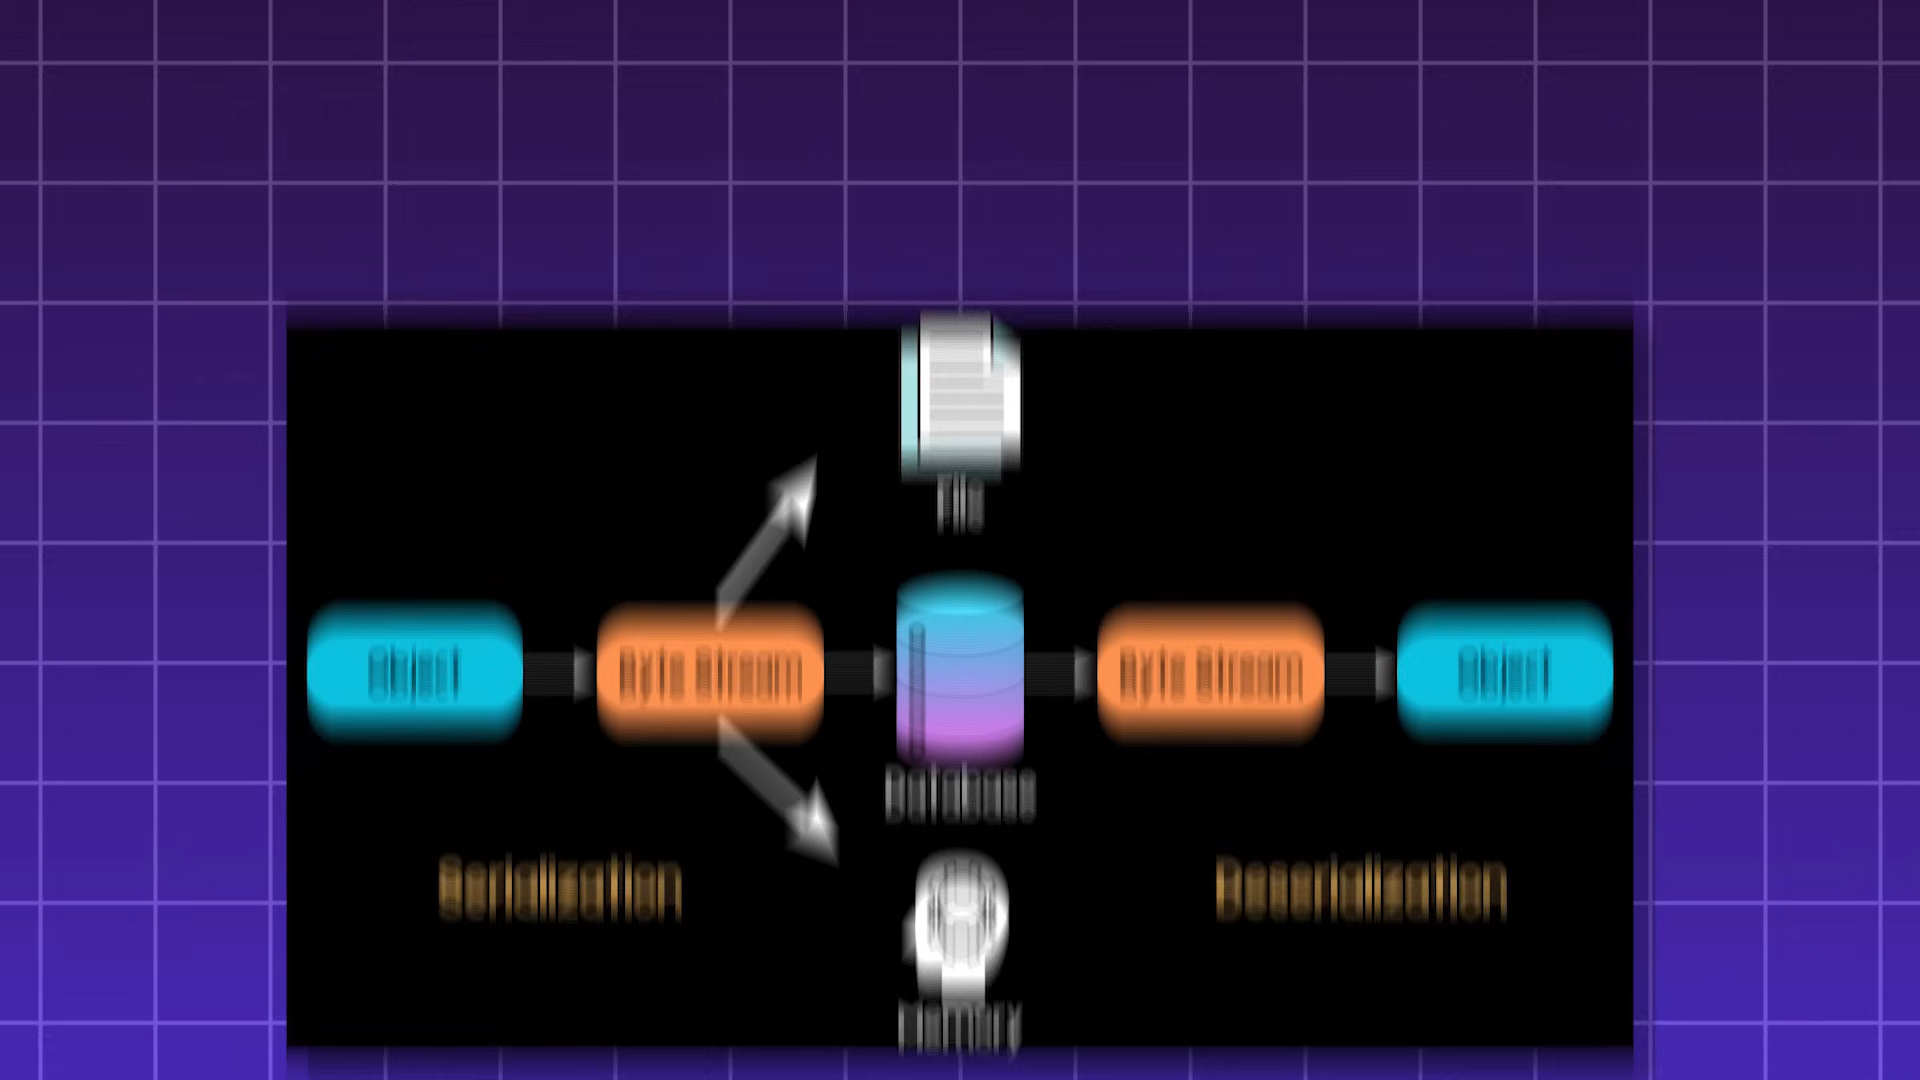 File
Object
Byte Stream
Byte Stream
Object
Database
Serialization
Deserialization
Memory